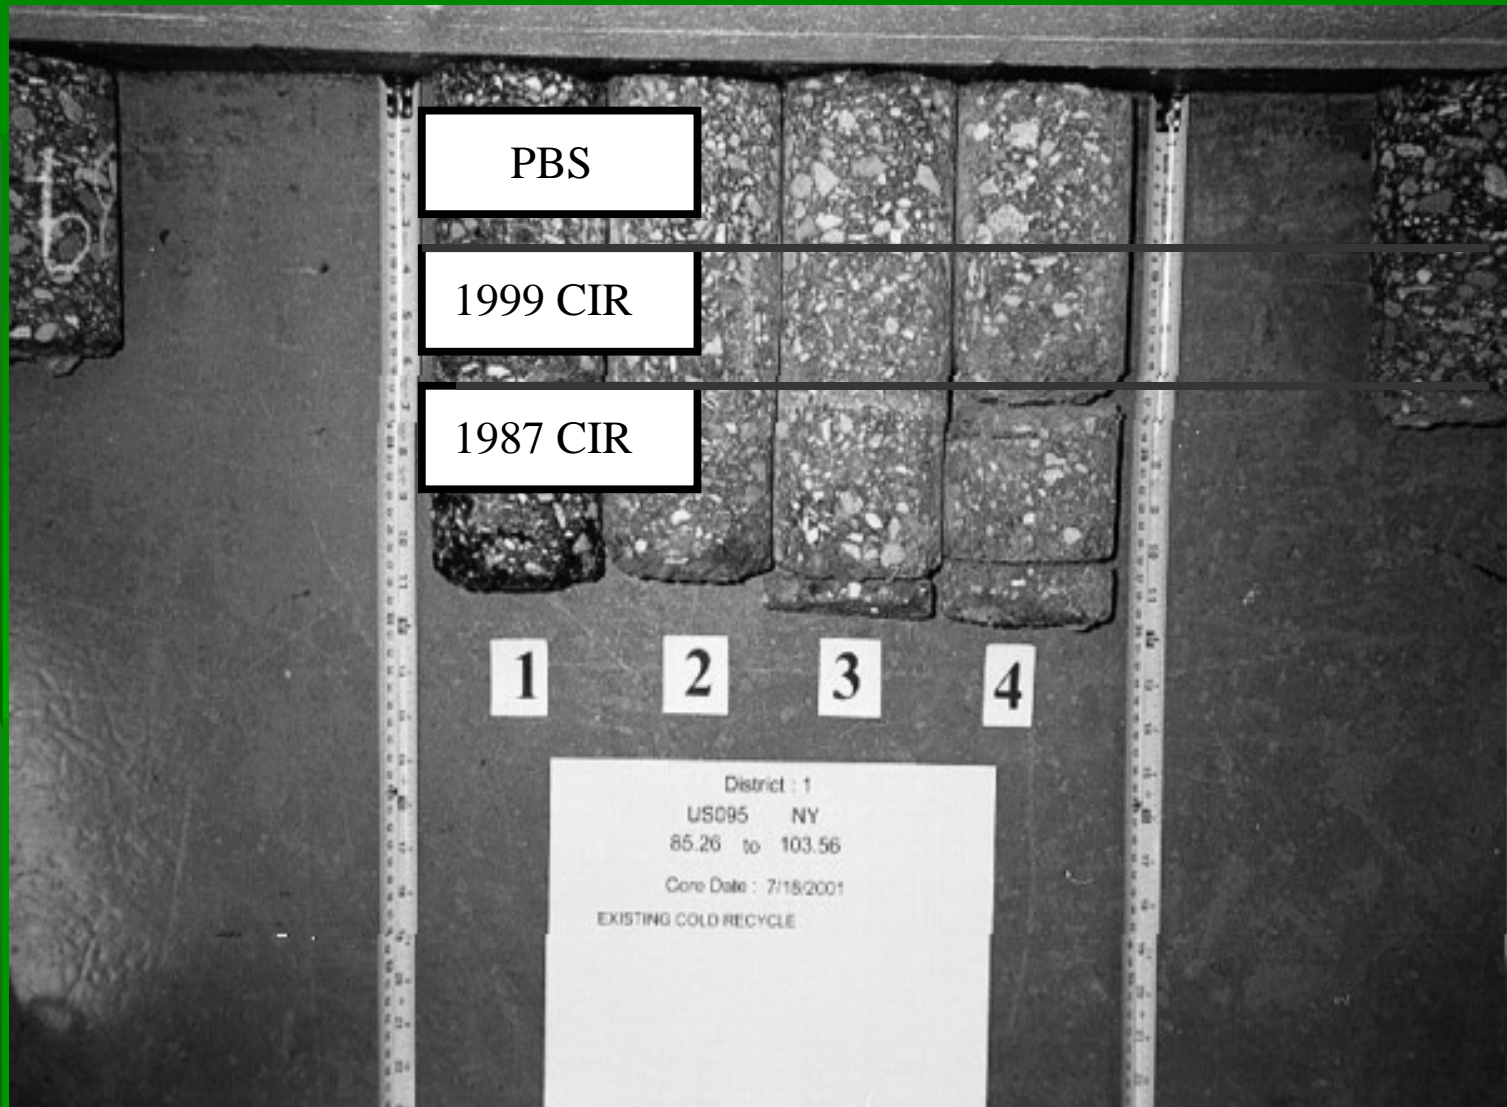 PBS
1999 CIR
1987 CIR
1 2 3 4
District : 1
US095 NY
85.26 to 103.56
Core Date : 7/18/2001
EXISTING COLD RECYCLE